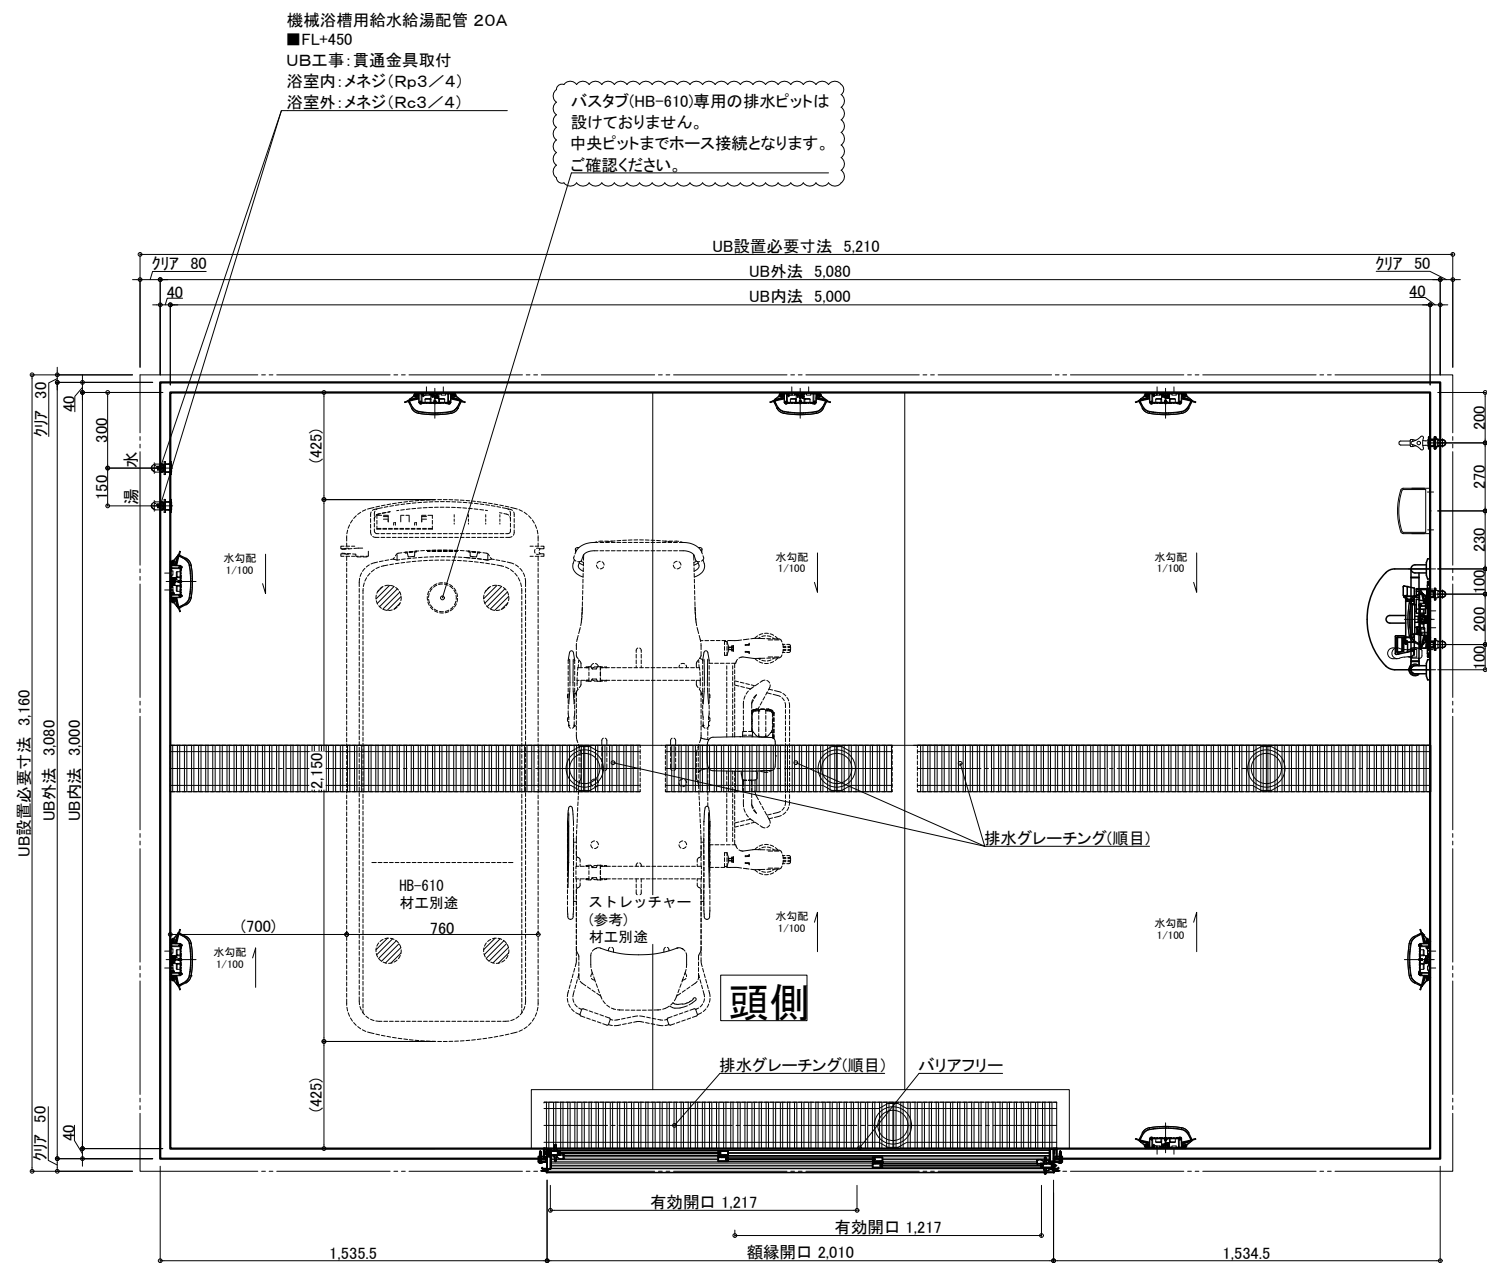 機械浴槽用給水給湯配管 20A
■FL+450
UB工事:貫通金具取付
浴室内:メネジ(Rp3／4)
浴室外:メネジ(Rc3／4)
バスタブ(HB-610)専用の排水ピットは
設けておりません。
中央ピットまでホース接続となります。
ご確認ください。
UB設置必要寸法 5,210
クリア 80
UB外法 5,080
クリア 50
40
UB内法 5,000
40
クリア 30
40
300
水
150
湯
(425)
200
270
230
100
200
100
水勾配
1/100
水勾配
1/100
水勾配
1/100
UB設置必要寸法 3,160
UB外法 3,080
UB内法 3,000
2,150
排水グレーチング(順目)
HB-610
材工別途
ストレッチャー
(参考)
材工別途
(700)
760
水勾配
1/100
水勾配
1/100
水勾配
1/100
頭側
排水グレーチング(順目)
バリアフリー
(425)
クリア 50
40
有効開口 1,217
有効開口 1,217
1,535.5
額縁開口 2,010
1,534.5